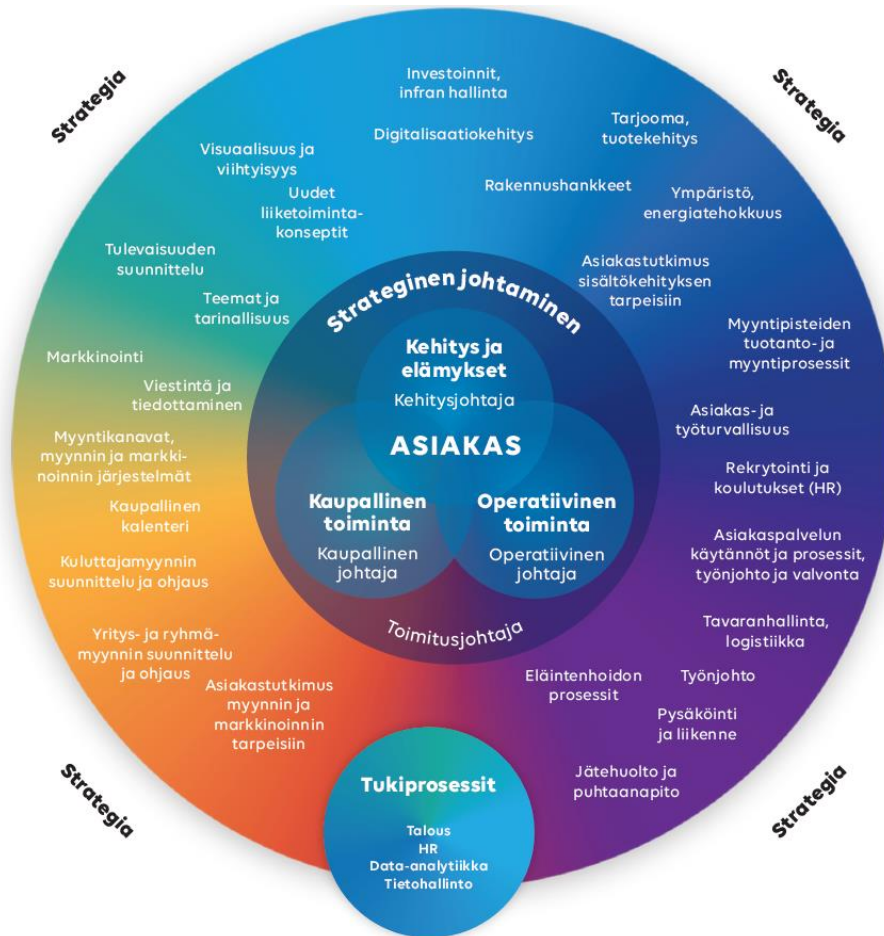 Strategia
Strategia
Investoinnit,
infran hallinta
Digitalisaatiokehitys
Tarjooma,
tuotekehitys
Visuaalisuus ja
viihtyisyys
Rakennushankkeet
Uudet
liiketoiminta-
konseptit
Ympäristö,
energiatehokkuus
Tulevaisuuden
suunnittelu
Asiakastutkimus
sisältökehityksen
tarpeisiin
Teemat ja
tarinallisuus
Myyntipisteiden
tuotanto- ja
myyntiprosessit
Markkinointi
Viestintä ja
tiedottaminen
Asiakas- ja
työturvallisuus
Myyntikanavat,
myynnin ja markki-
noinnin järjestelmät
Rekrytointi ja
koulutukset (HR)
Kaupallinen
kalenteri
Asiakaspalvelun
käytännöt ja prosessit,
työnjohto ja valvonta
Kuluttajamyynnin
suunnittelu ja ohjaus
Tavaranhallinta,
logistiikka
Yritys- ja ryhmä-
myynnin suunnittelu
ja ohjaus
Eläintenhoidon
prosessit
Työnjohto
Asiakastutkimus
myynnin ja
markkinoinnin
tarpeisiin
Pysäköinti
ja liikenne
Jätehuolto ja
puhtaanapito
Strateginen johtaminen
Kehitys ja
elämykset
Kehitysjohtaja
ASIAKAS
Kaupallinen
toiminta
Kaupallinen
johtaja
Operatiivinen
toiminta
Operatiivinen
johtaja
Toimitusjohtaja
Strategia
Strategia
Tukiprosessit
Talous
HR
Data-analytiikka
Tietohallinto